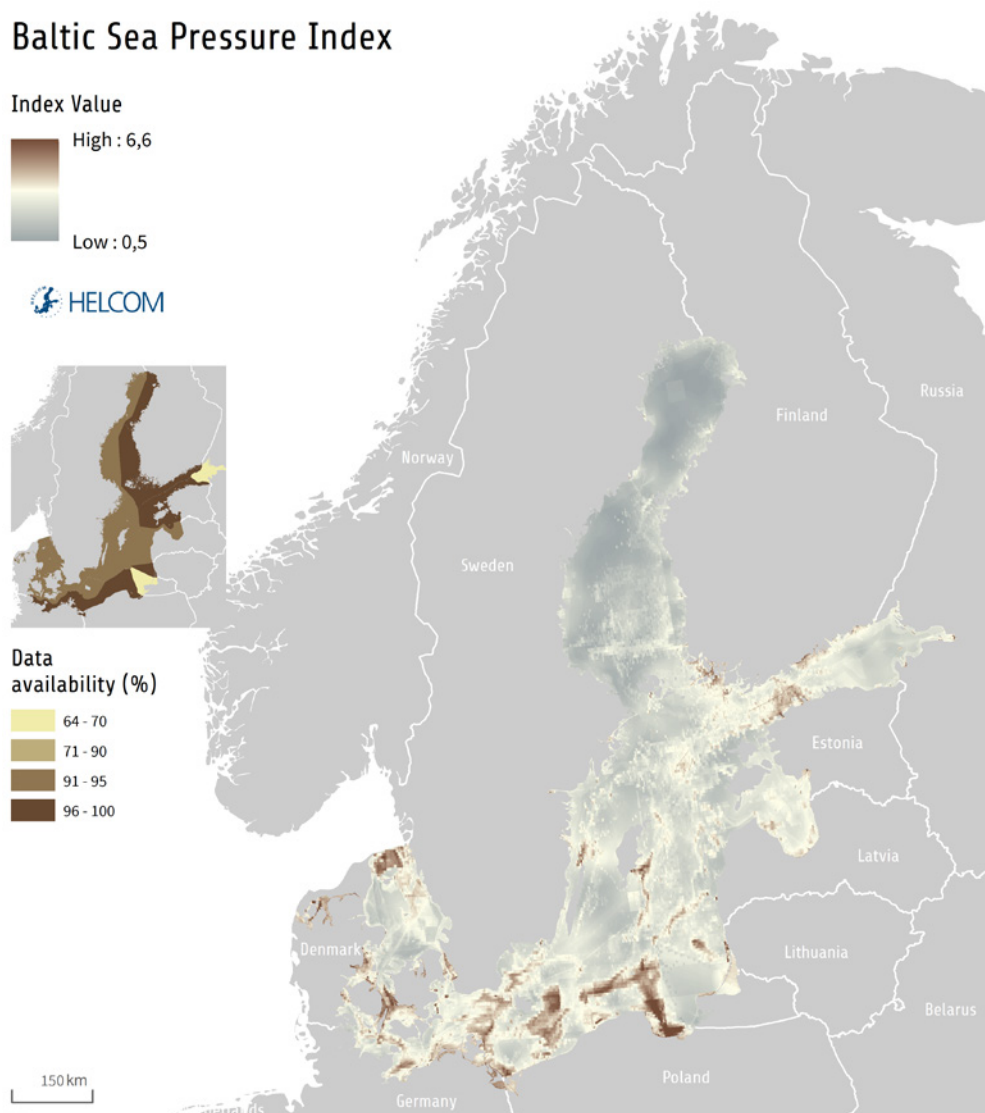 Baltic Sea Pressure Index
Index Value
High : 6,6
Low : 0,5
HELCOM
Data
availability (%)
64 - 70
71 - 90
91 - 95
96 - 100
Norway
Sweden
Finland
Russia
Estonia
Latvia
Lithuania
Belarus
Denmark
Germany
Poland
150 km